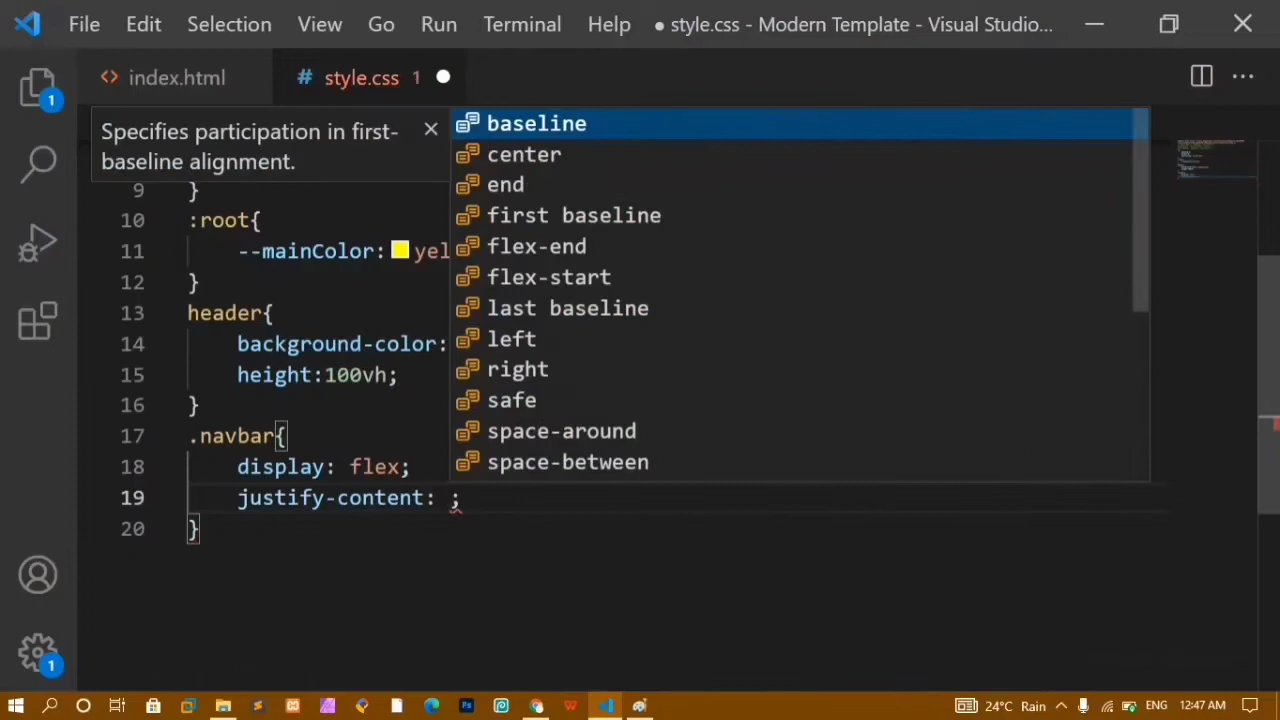 File Edit Selection View Go Run Terminal Help ● style.css - Modern Template - Visual Studio...
<> index.html # style.css 1
1
Specifies participation in first-
baseline alignment.
baseline
center
end
first baseline
flex-end
flex-start
last baseline
left
right
safe
space-around
space-between
9 }
10 :root{
11 --mainColor: yel
12 }
13 header{
14 background-color:
15 height:100vh;
16 }
17 .navbar{
18 display: flex;
19 justify-content: ;
20 }
1
24°C Rain ENG 12:47 AM